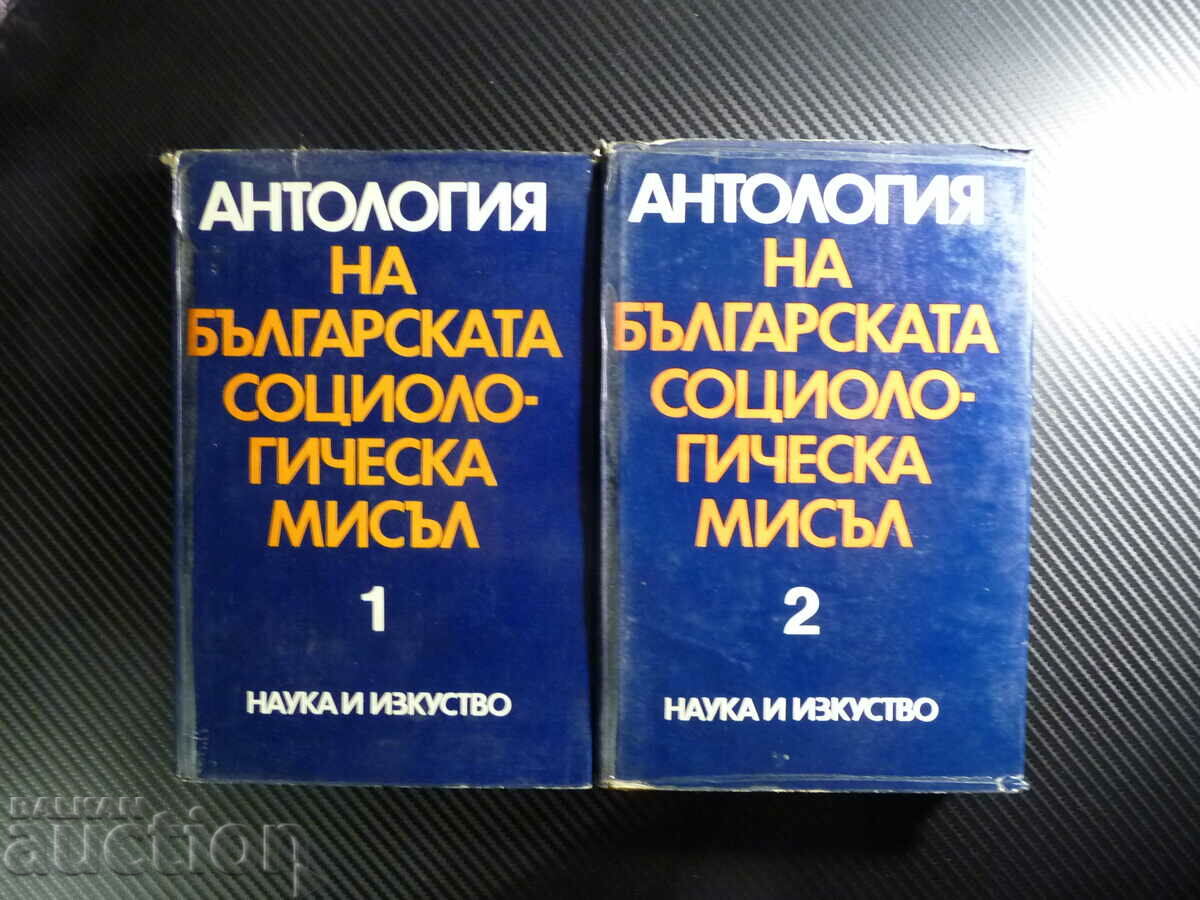 АНТОЛОГИЯ
НА
БЪЛГАРСКАТА
СОЦИОЛО-
ГИЧЕСКА
МИСЪЛ
1
НАУКА И ИЗКУСТВО
АНТОЛОГИЯ
НА
БЪЛГАРСКАТА
СОЦИОЛО-
ГИЧЕСКА
МИСЪЛ
2
НАУКА И ИЗКУСТВО
BALKAN
auction